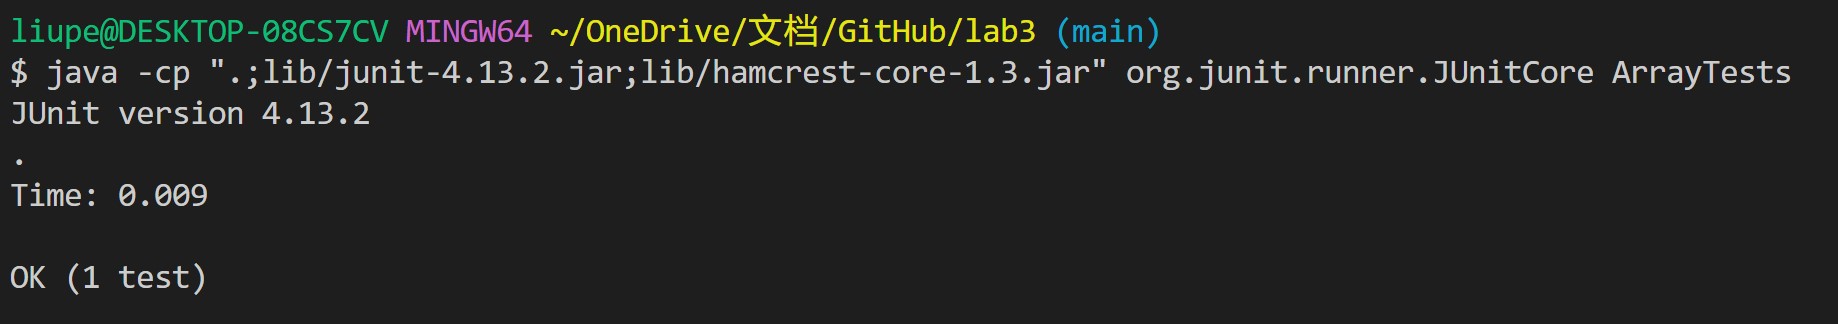 liupe@DESKTOP-08CS7CV MINGW64 ~/OneDrive/文档/GitHub/lab3 (main)
$ java -cp ".;lib/junit-4.13.2.jar;lib/hamcrest-core-1.3.jar" org.junit.runner.JUnitCore ArrayTests
JUnit version 4.13.2
.
Time: 0.009
OK (1 test)